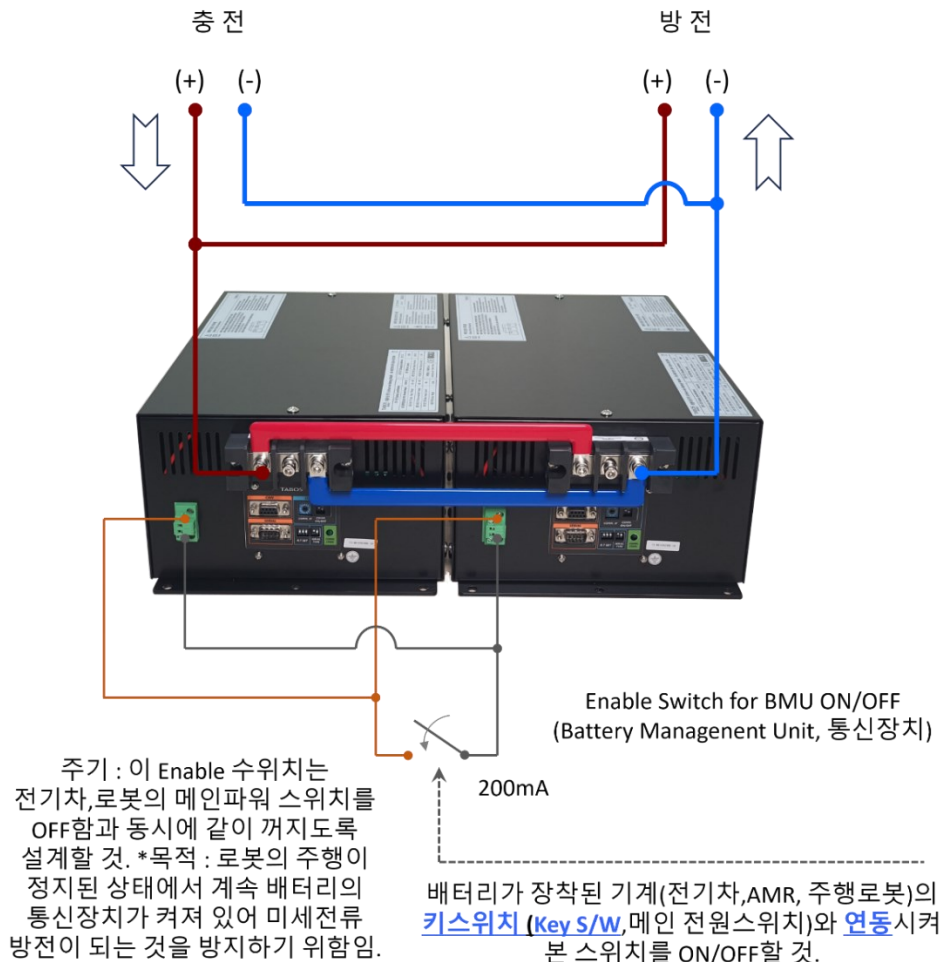 충 전
방 전
(+) (-)
(+) (-)
TABOS
Enable Switch for BMU ON/OFF
(Battery Managenent Unit, 통신장치)
200mA
주기 : 이 Enable 수위치는
전기차,로봇의 메인파워 스위치를
OFF함과 동시에 같이 꺼지도록
설계할 것. *목적 : 로봇의 주행이
정지된 상태에서 계속 배터리의
통신장치가 켜져 있어 미세전류
방전이 되는 것을 방지하기 위함임.
배터리가 장착된 기계(전기차,AMR, 주행로봇)의
키스위치 (Key S/W,메인 전원스위치)와 연동시켜
본 스위치를 ON/OFF할 것.